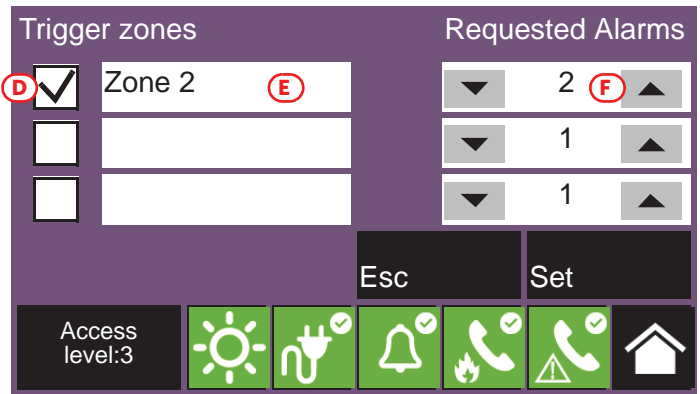 Trigger zones Requested Alarms
D Zone 2 E 2 F
1
1
Esc Set
Access
level:3